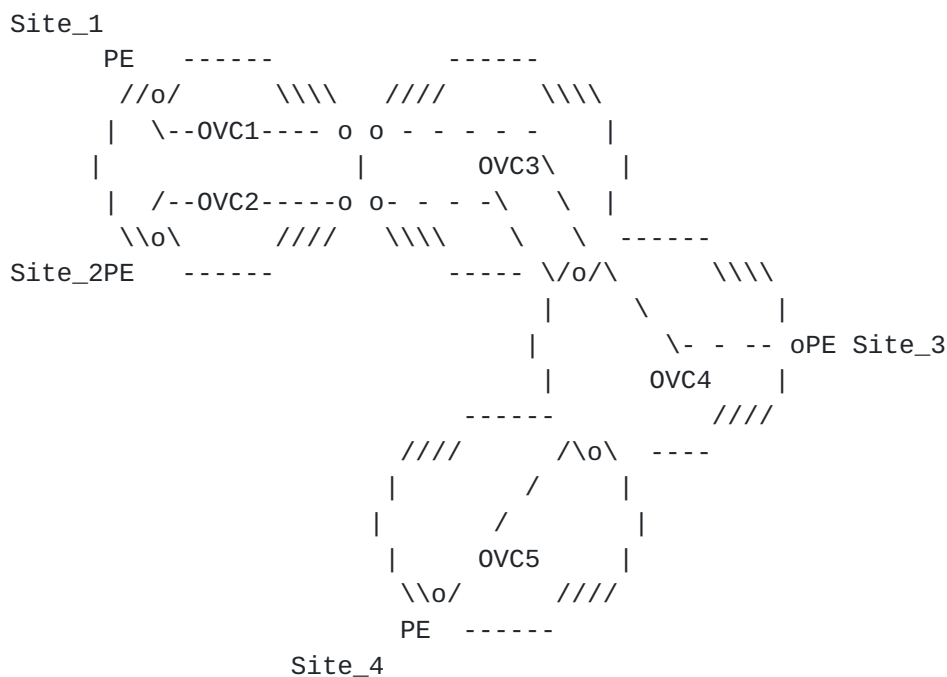 Site_1
PE
OVC1
OVC3
OVC2
Site_2PE
oPE Site_3
OVC4
OVC5
PE
Site_4